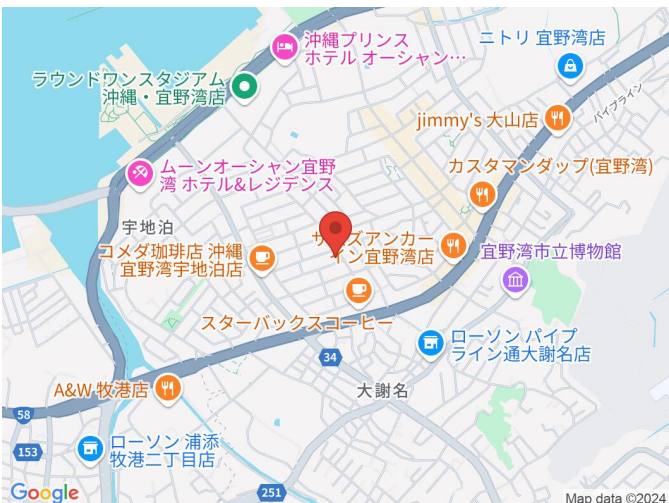 沖縄プリンス
ホテル オーシャン…
ニトリ 宜野湾店
ラウンドワンスタジアム
沖縄・宜野湾店
jimmy's 大山店
パイプライン
ムーンオーシャン宜野
湾 ホテル&レジデンス
カスタマンダップ(宜野湾)
宇地泊
コメダ珈琲店 沖縄
宜野湾宇地泊店
アンカー
イン宜野湾店
宜野湾市立博物館
スターバックスコーヒー
ローソン パイプ
ライン通大謝名店
34
A&W 牧港店
大謝名
58
153
ローソン 浦添
牧港二丁目店
251
Google
Map data ©2024